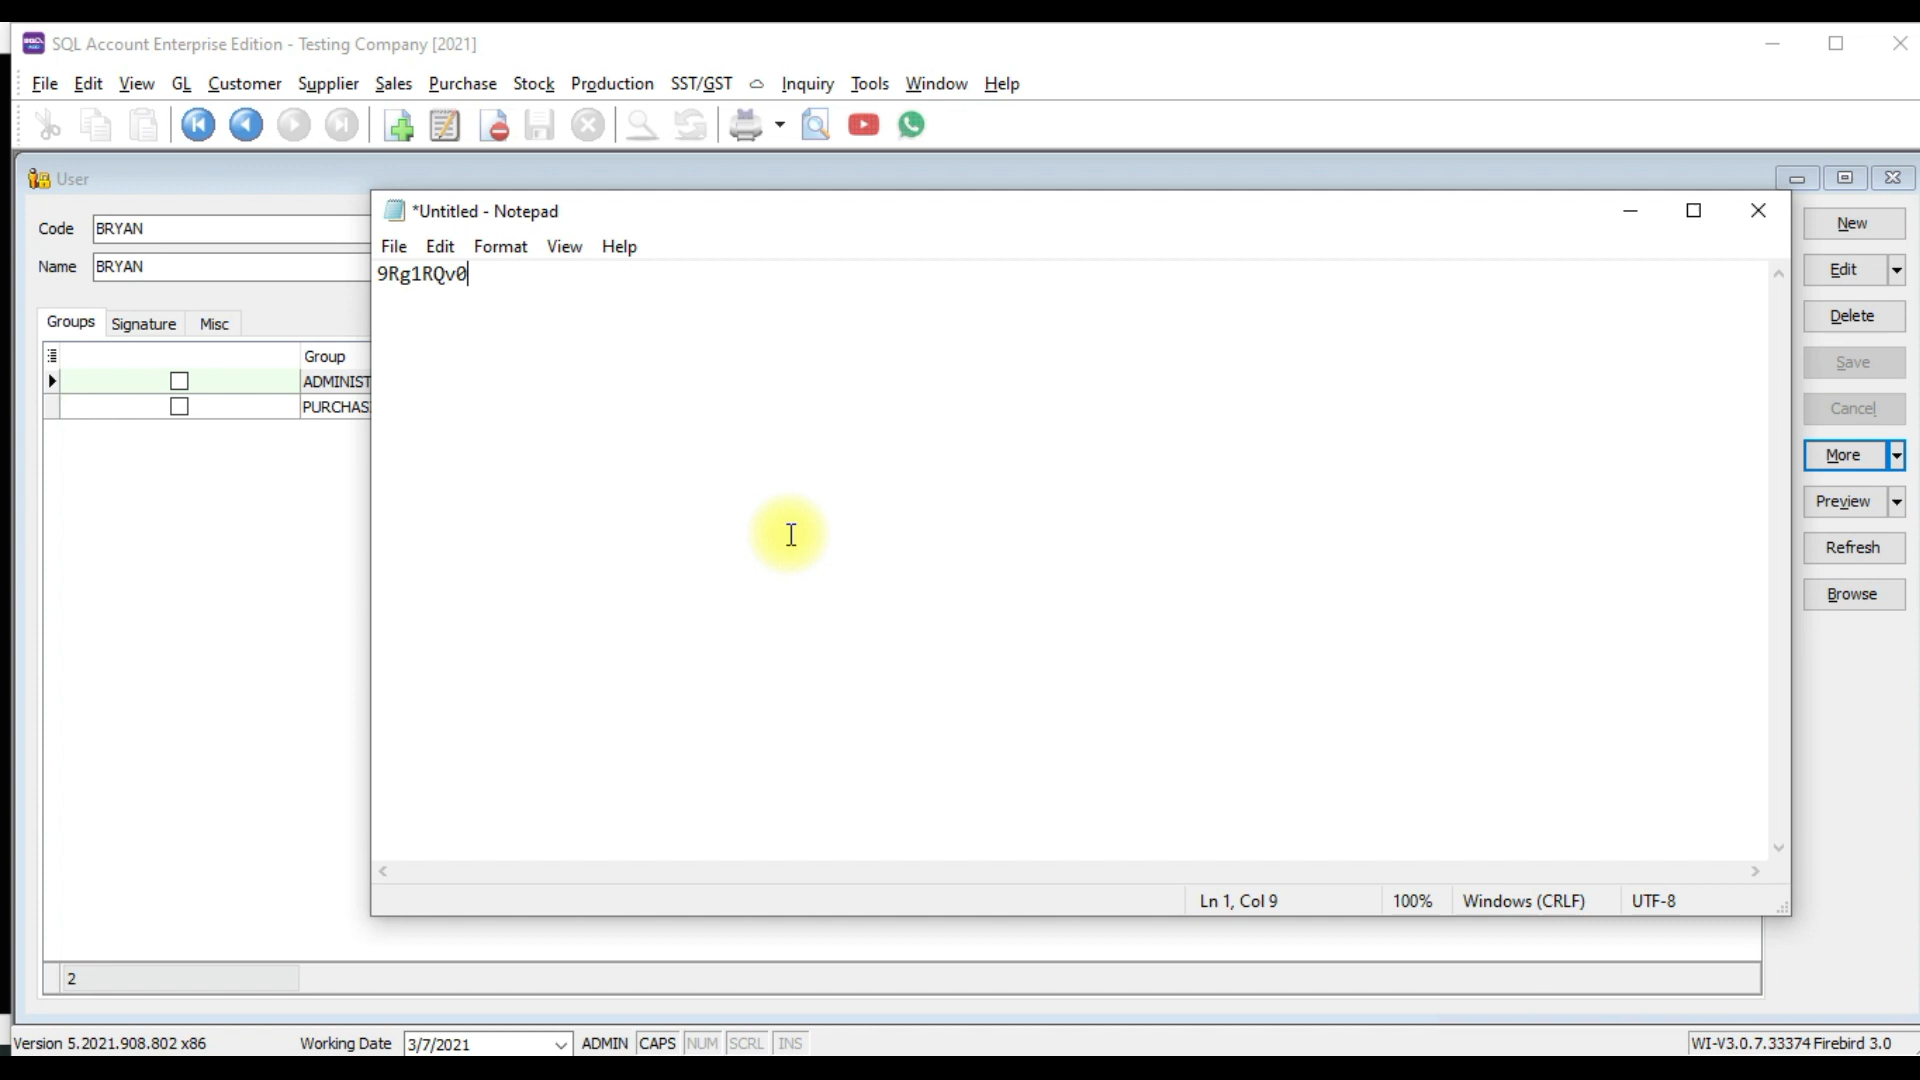 SQL Account Enterprise Edition - Testing Company [2021]
File Edit View GL Customer Supplier Sales Purchase Stock Production SST/GST Inquiry Tools Window Help
User
*Untitled - Notepad
File Edit Format View Help
9Rg1RQv0
Code BRYAN
Name BRYAN
Groups Signature Misc
Group
ADMINIST
PURCHAS
2
New
Edit
Delete
Save
Cancel
More
Preview
Refresh
Browse
Ln 1, Col 9 100% Windows (CRLF) UTF-8
Version 5.2021.908.802 x86 Working Date 3/7/2021 ADMIN CAPS NUM SCRL INS WI-V3.0.7.33374 Firebird 3.0